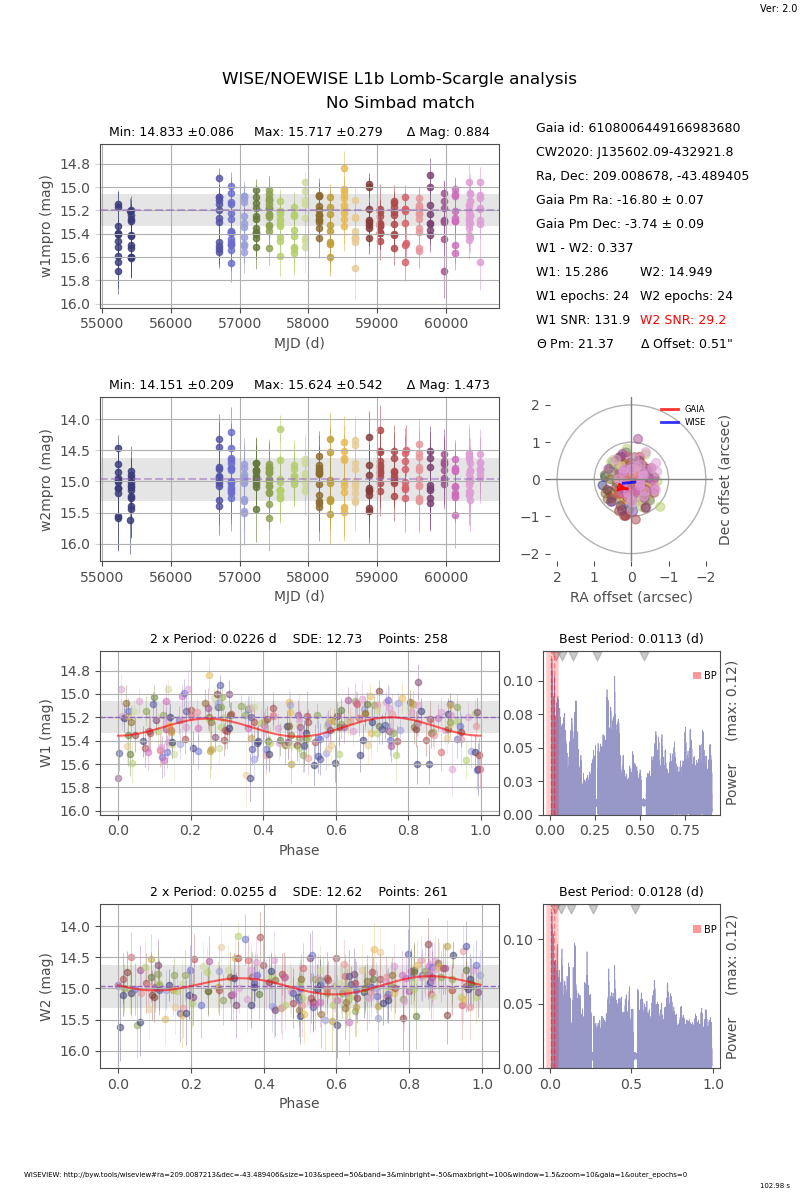 Ver: 2.0
WISE/NOEWISE L1b Lomb-Scargle analysis
No Simbad match
Min: 14.833 ±0.086 Max: 15.717 ±0.279 Δ Mag: 0.884
w1mpro (mag)
14.8
15.0
15.2
15.4
15.6
15.8
16.0
55000 56000 57000 58000 59000 60000
MJD (d)
Gaia id: 6108006449166983680
CW2020: J135602.09-432921.8
Ra, Dec: 209.008678, -43.489405
Gaia Pm Ra: -16.80 ± 0.07
Gaia Pm Dec: -3.74 ± 0.09
W1 - W2: 0.337
W1: 15.286 W2: 14.949
W1 epochs: 24 W2 epochs: 24
W1 SNR: 131.9 W2 SNR: 29.2
Θ Pm: 21.37 Δ Offset: 0.51"
Min: 14.151 ±0.209 Max: 15.624 ±0.542 Δ Mag: 1.473
w2mpro (mag)
14.0
14.5
15.0
15.5
16.0
55000 56000 57000 58000 59000 60000
MJD (d)
GAIA
WISE
2
1
0
−1
−2
2 1 0 −1 −2
RA offset (arcsec)
Dec offset (arcsec)
2 x Period: 0.0226 d SDE: 12.73 Points: 258
W1 (mag)
14.8
15.0
15.2
15.4
15.6
15.8
16.0
0.0 0.2 0.4 0.6 0.8 1.0
Phase
Best Period: 0.0113 (d)
BP
0.10
0.08
0.05
0.03
0.00
0.00 0.25 0.50 0.75
Power (max: 0.12)
2 x Period: 0.0255 d SDE: 12.62 Points: 261
W2 (mag)
14.0
14.5
15.0
15.5
16.0
0.0 0.2 0.4 0.6 0.8 1.0
Phase
Best Period: 0.0128 (d)
BP
0.10
0.05
0.00
0.0 0.5 1.0
Power (max: 0.12)
WISEVIEW: http://byw.tools/wiseview#ra=209.0087213&dec=-43.489406&size=103&speed=50&band=3&minbright=-50&maxbright=100&window=1.5&zoom=10&gaia=1&outer_epochs=0
102.98 s